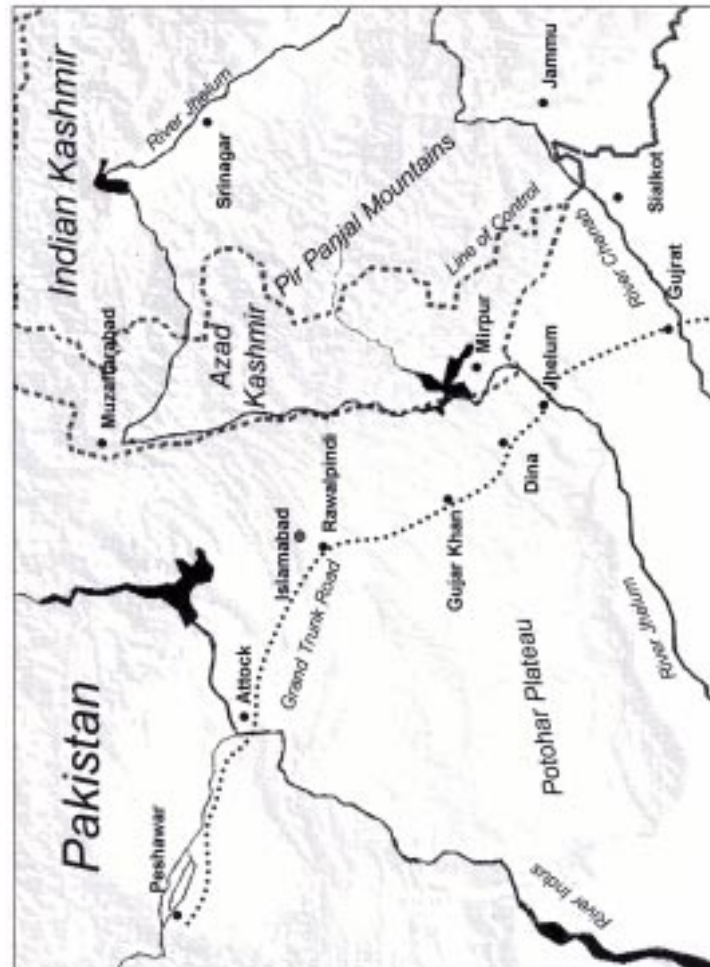 Pakistan
Indian Kashmir
Peshawar
Attock
Islamabad
Rawalpindi
Grand Trunk Road
Muzaffarabad
Azad
Kashmir
River Jhelum
Srinagar
Pir Panjal Mountains
Line of Control
Mirpur
Gujar Khan
Dina
Jhelum
Potohar Plateau
River Jhelum
River Indus
Jammu
Sialkot
River Chenab
Gujrat